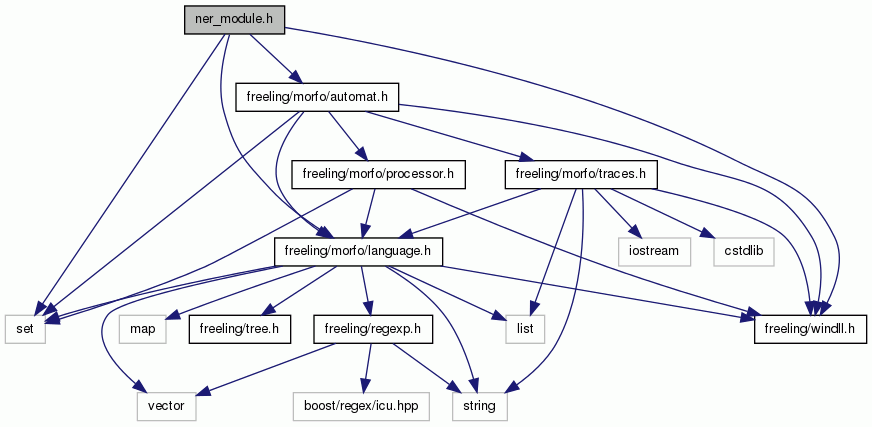 ner_module.h
freeling/morfo/automat.h
freeling/morfo/processor.h
freeling/morfo/traces.h
freeling/morfo/language.h
iostream
cstdlib
set
map
freeling/tree.h
freeling/regexp.h
list
freeling/windll.h
vector
boost/regex/icu.hpp
string